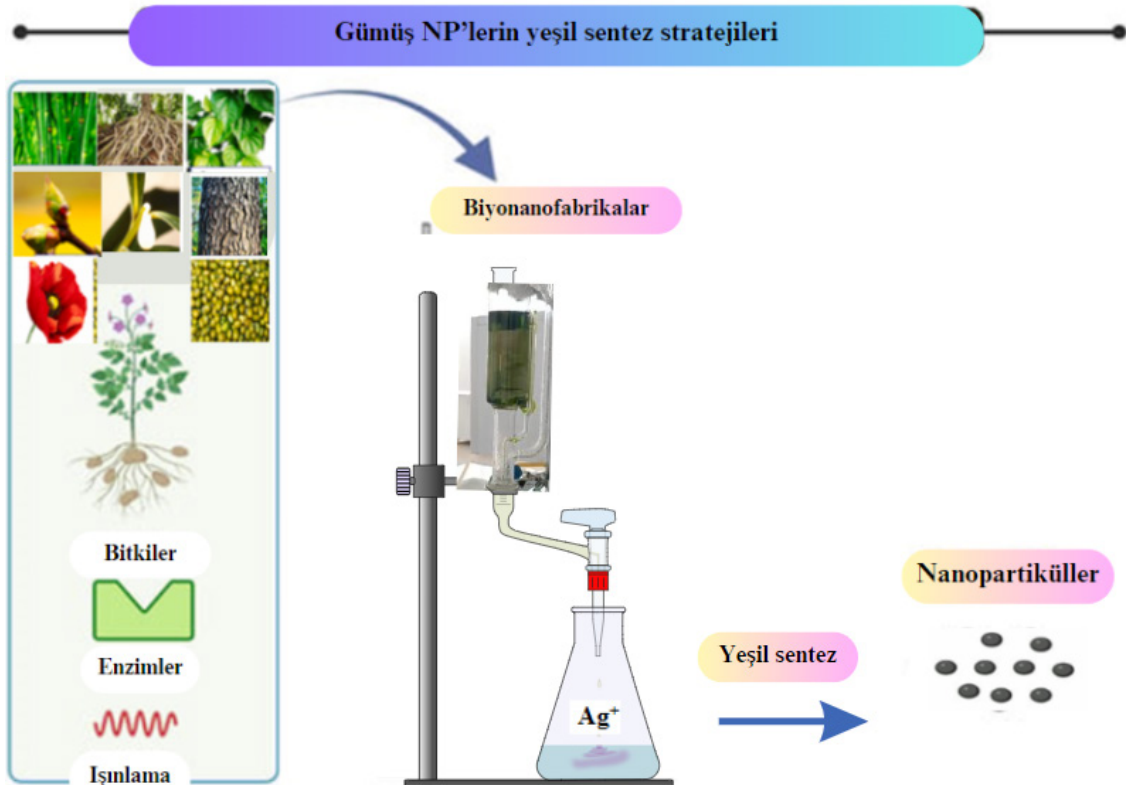 Gümüş NP'lerin yeşil sentez stratejileri
Biyonanofabrikalar
Bitkiler
Enzimler
Işınlama
Ag⁺
Yeşil sentez
Nanopartiküller